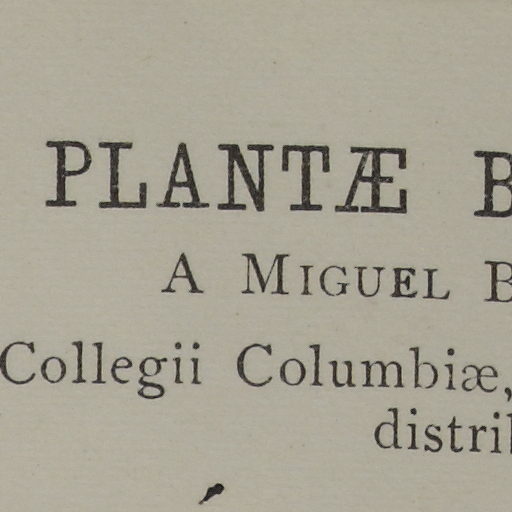 PLANTÆ B
A MIGUEL B
Collegii Columbiæ,
distri